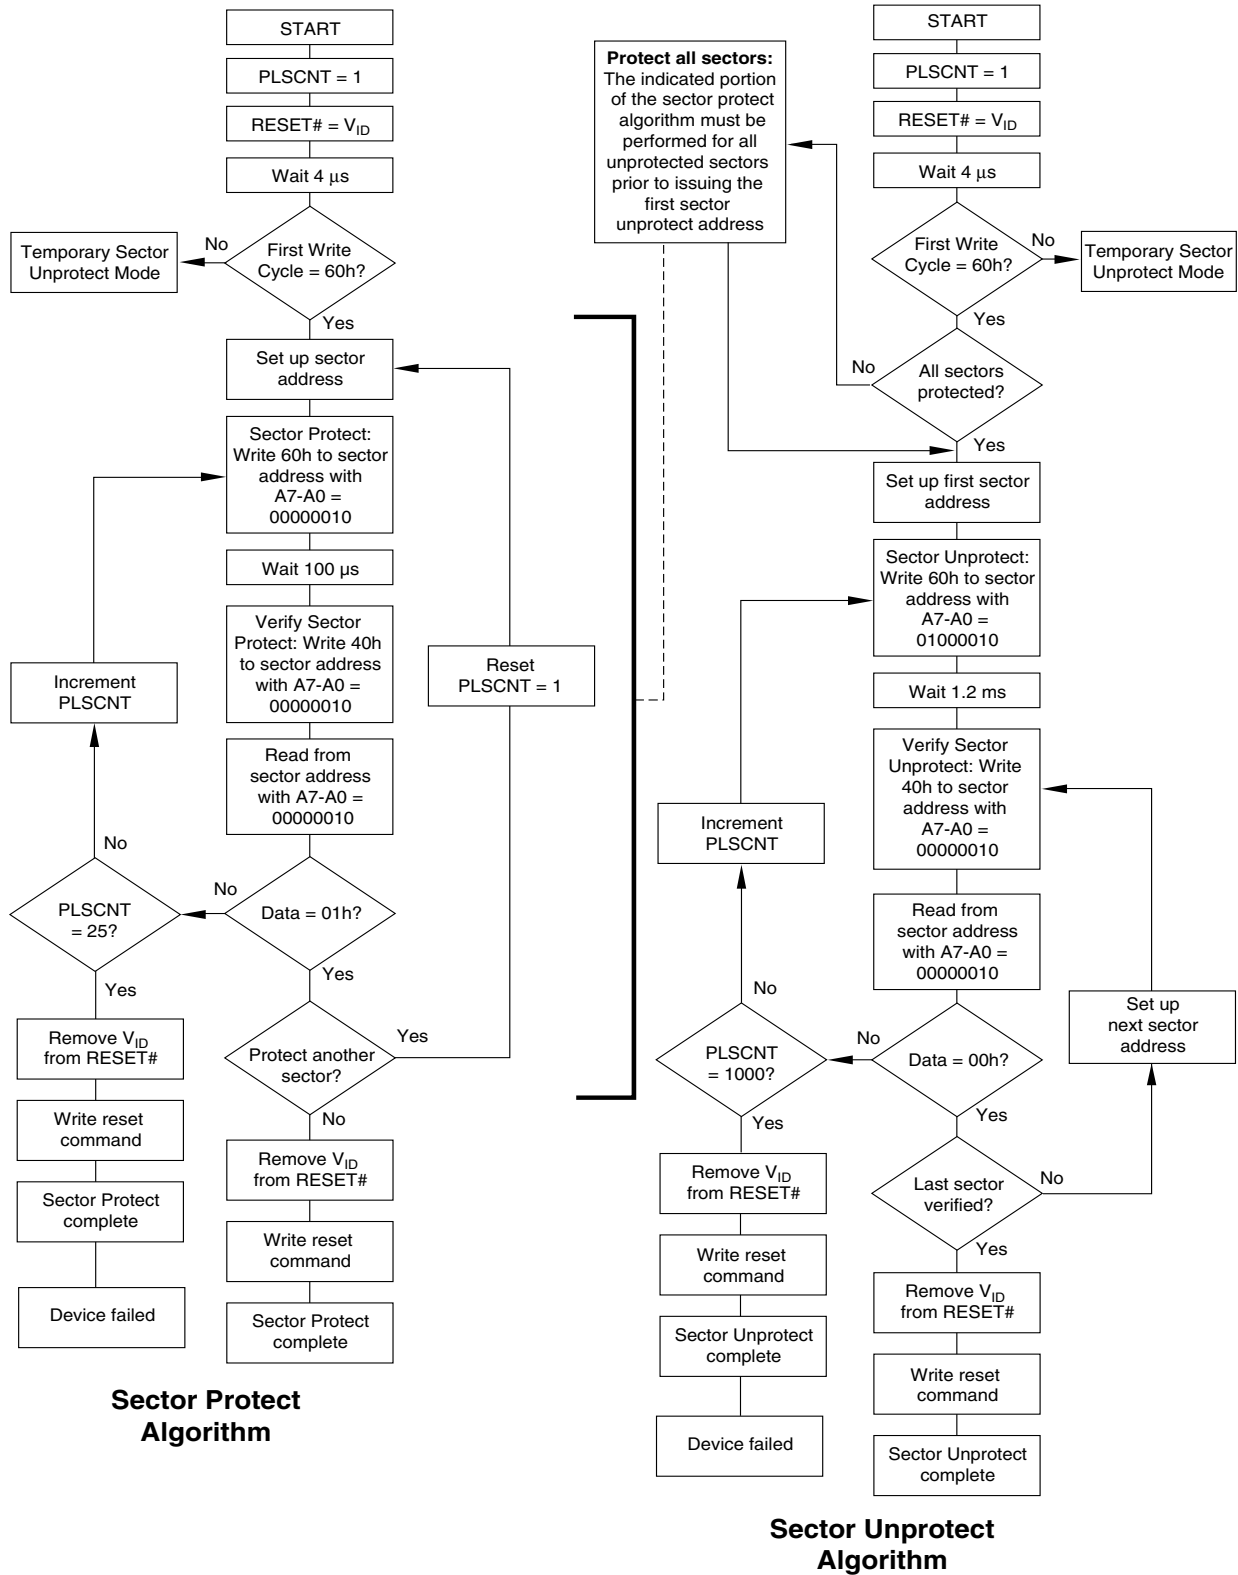 START
PLSCNT = 1
RESET# = VID
Wait 4 μs
First Write
Cycle = 60h?
No
Temporary Sector
Unprotect Mode
Yes
Set up sector
address
Sector Protect:
Write 60h to sector
address with
A7-A0 =
00000010
Wait 100 µs
Verify Sector
Protect: Write 40h
to sector address
with A7-A0 =
00000010
Read from
sector address
with A7-A0 =
00000010
Data = 01h?
No
PLSCNT
= 25?
No
Increment
PLSCNT
Yes
Remove VID
from RESET#
Write reset
command
Sector Protect
complete
Device failed
Yes
Protect another
sector?
Yes
Reset
PLSCNT = 1
No
Remove VID
from RESET#
Write reset
command
Sector Protect
complete
Sector Protect
Algorithm
Protect all sectors:
The indicated portion
of the sector protect
algorithm must be
performed for all
unprotected sectors
prior to issuing the
first sector
unprotect address
START
PLSCNT = 1
RESET# = VID
Wait 4 μs
First Write
Cycle = 60h?
No
Temporary Sector
Unprotect Mode
Yes
All sectors
protected?
No
Yes
Set up first sector
address
Sector Unprotect:
Write 60h to sector
address with
A7-A0 =
01000010
Wait 1.2 ms
Verify Sector
Unprotect: Write
40h to sector
address with
A7-A0 =
00000010
Read from
sector address
with A7-A0 =
00000010
Data = 00h?
No
PLSCNT
= 1000?
No
Increment
PLSCNT
Yes
Remove VID
from RESET#
Write reset
command
Sector Unprotect
complete
Device failed
Yes
Last sector
verified?
No
Set up
next sector
address
Yes
Remove VID
from RESET#
Write reset
command
Sector Unprotect
complete
Sector Unprotect
Algorithm